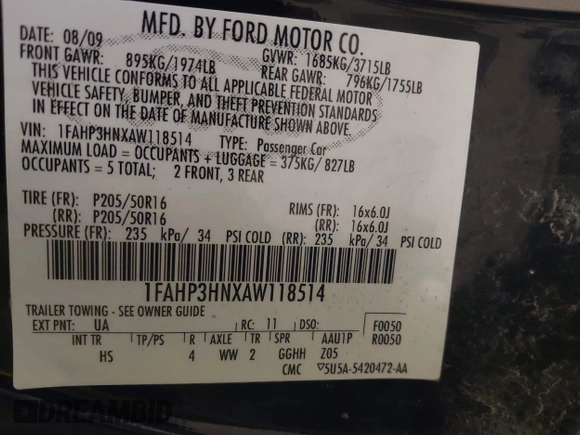 MFD. BY FORD MOTOR CO.
DATE: 08/09 GVWR: 1685KG/3715LB
FRONT GAWR: 895KG/1974LB REAR GAWR: 796KG/1755LB
THIS VEHICLE CONFORMS TO ALL APPLICABLE FEDERAL MOTOR
VEHICLE SAFETY, BUMPER, AND THEFT PREVENTION STANDARDS
IN EFFECT ON THE DATE OF MANUFACTURE SHOWN ABOVE.
VIN: 1FAHP3HNXAW118514 TYPE: Passenger Car
MAXIMUM LOAD = OCCUPANTS + LUGGAGE = 375KG/ 827LB
OCCUPANTS = 5 TOTAL; 2 FRONT, 3 REAR
TIRE (FR): P205/50R16 RIMS (FR): 16x6.0J
(RR): P205/50R16 (RR): 16x6.0J
PRESSURE (FR): 235 kPa/ 34 PSI COLD (RR): 235 kPa/ 34 PSI COLD
1FAHP3HNXAW118514
TRAILER TOWING - SEE OWNER GUIDE
EXT PNT: UA RC: 11 DSO: F0050
INT TR TP/PS R AXLE TR SPR AAU1P R0050
HS 4 WW 2 GGHH Z05
CMC 5U5A-5420472-AA
DREAMBID